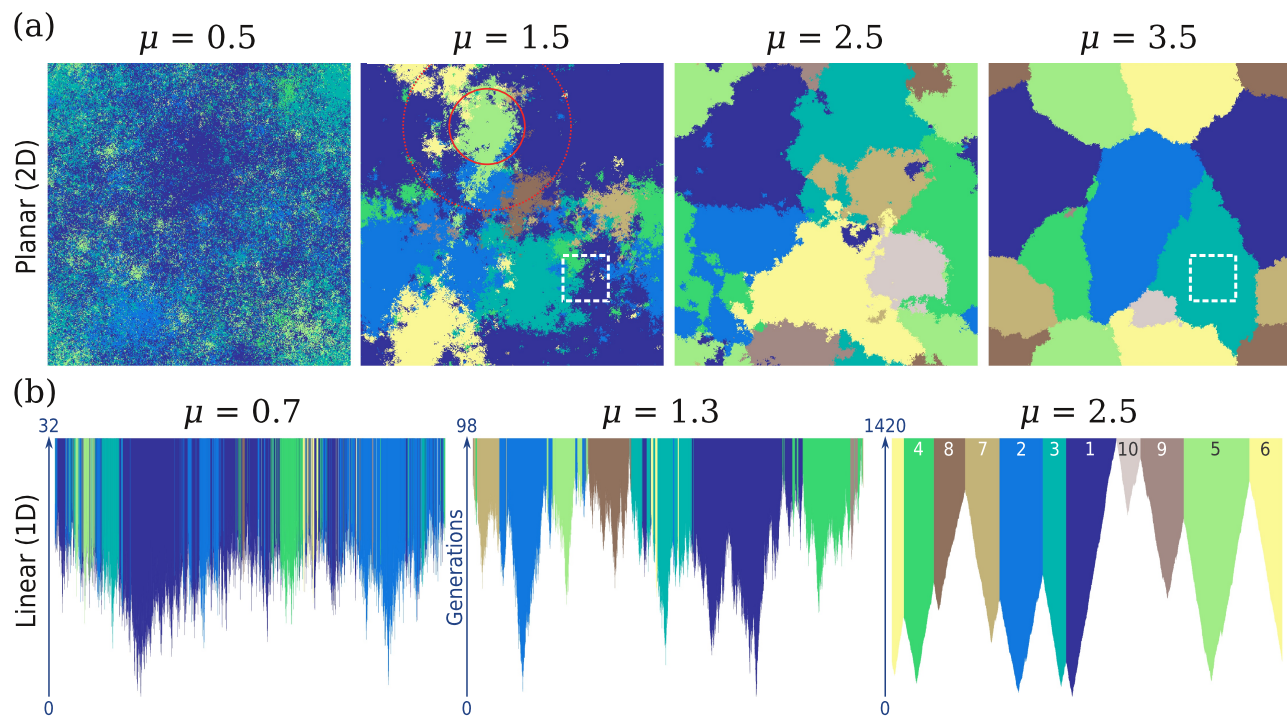 (a)
μ = 0.5
μ = 1.5
μ = 2.5
μ = 3.5
Planar (2D)
(b)
μ = 0.7
μ = 1.3
μ = 2.5
32
98
1420
Linear (1D)
Generations
4 8 7 2 3 1 10 9 5 6
0
0
0